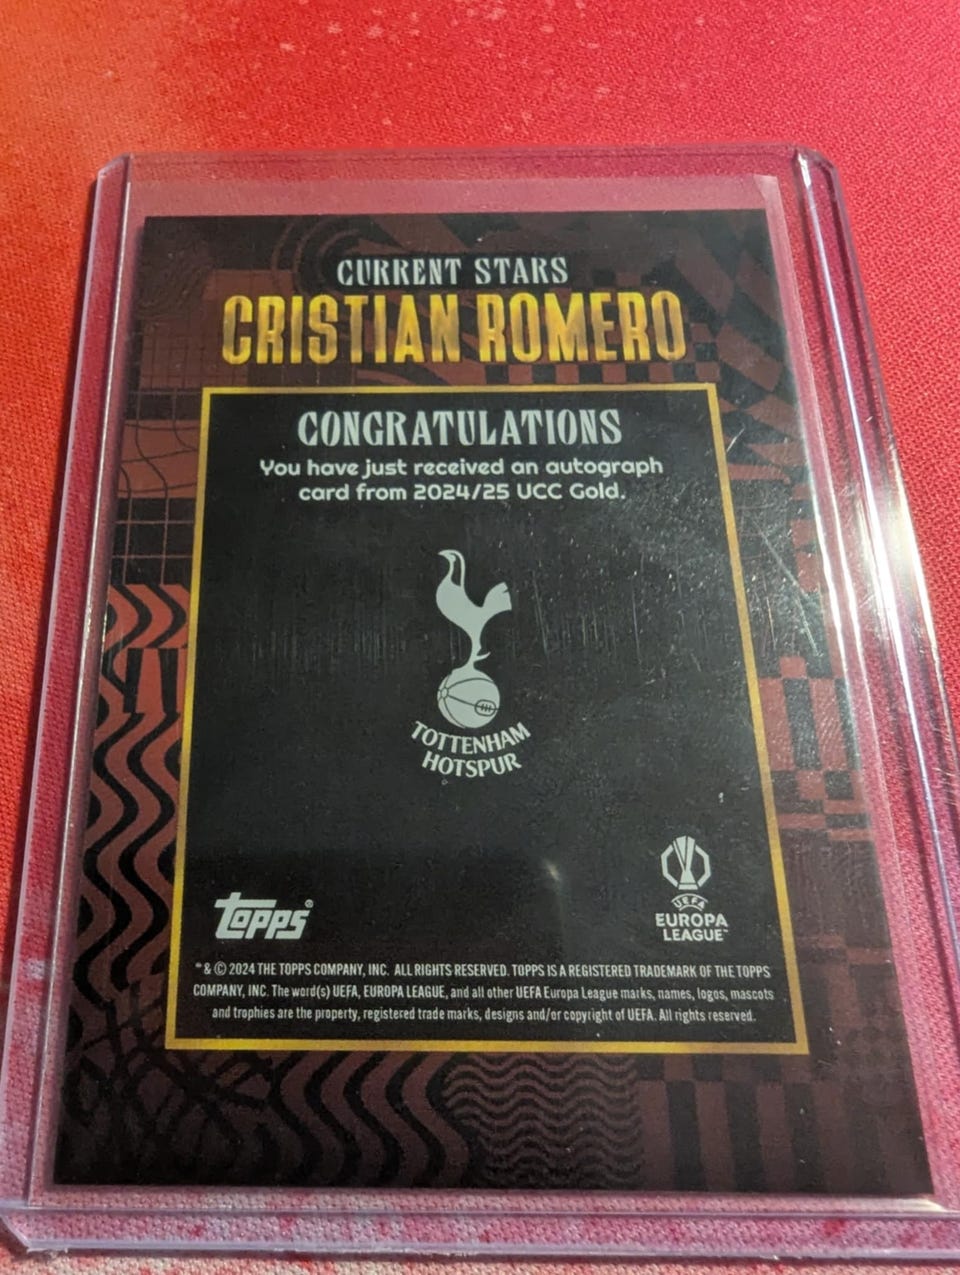 CURRENT STARS
CRISTIAN ROMERO
CONGRATULATIONS
You have just received an autograph
card from 2024/25 UCC Gold.
TOTTENHAM
HOTSPUR
topps®
UEFA
EUROPA
LEAGUE™
™ & © 2024 THE TOPPS COMPANY, INC. ALL RIGHTS RESERVED. TOPPS IS A REGISTERED TRADEMARK OF THE TOPPS
COMPANY, INC. The word(s) UEFA, EUROPA LEAGUE, and all other UEFA Europa League marks, names, logos, mascots
and trophies are the property, registered trade marks, designs and/or copyright of UEFA. All rights reserved.